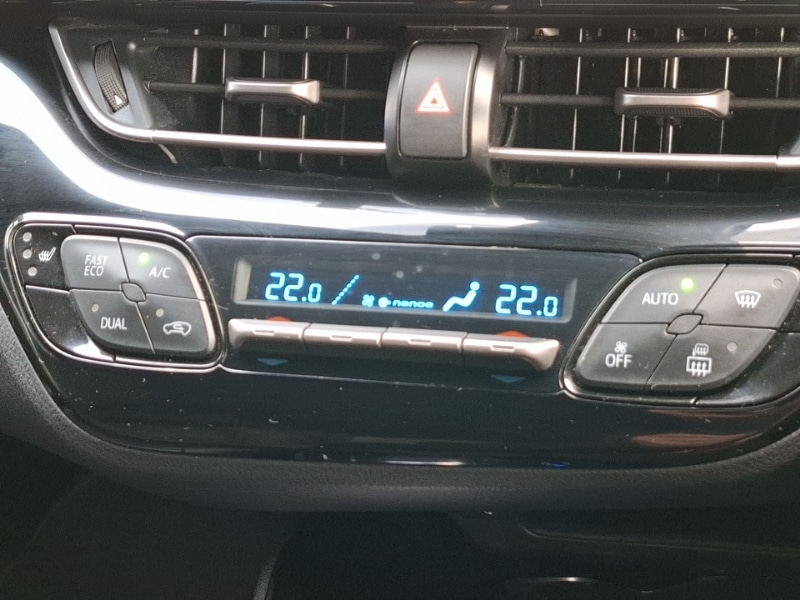 FAST
ECO
A/C
DUAL
22.0
nanoe
22.0
AUTO
OFF